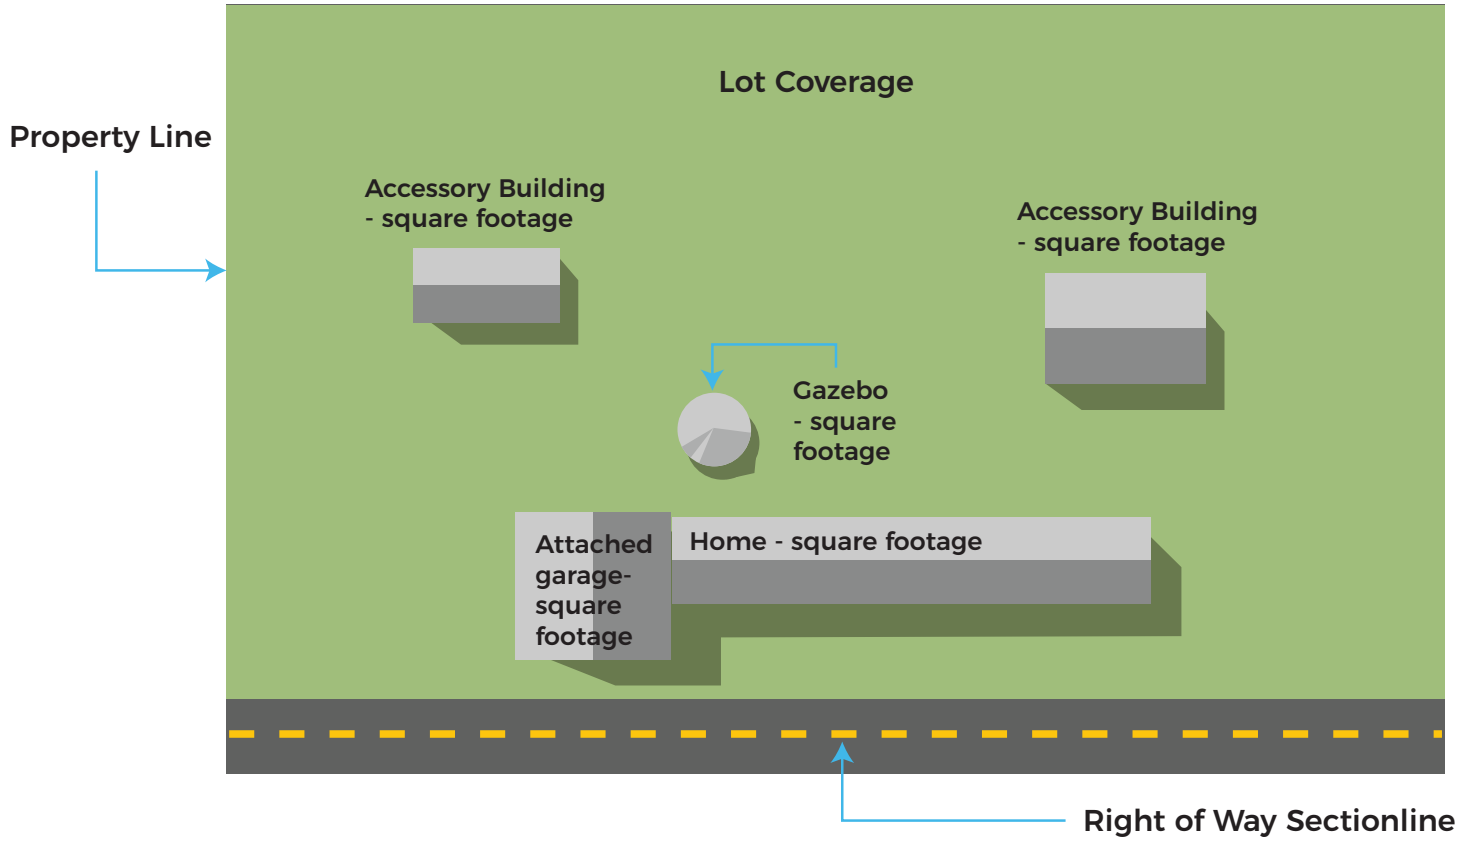 Lot Coverage
Property Line
Accessory Building
- square footage
Accessory Building
- square footage
Gazebo
- square
footage
Attached
garage-
square
footage
Home - square footage
Right of Way Sectionline